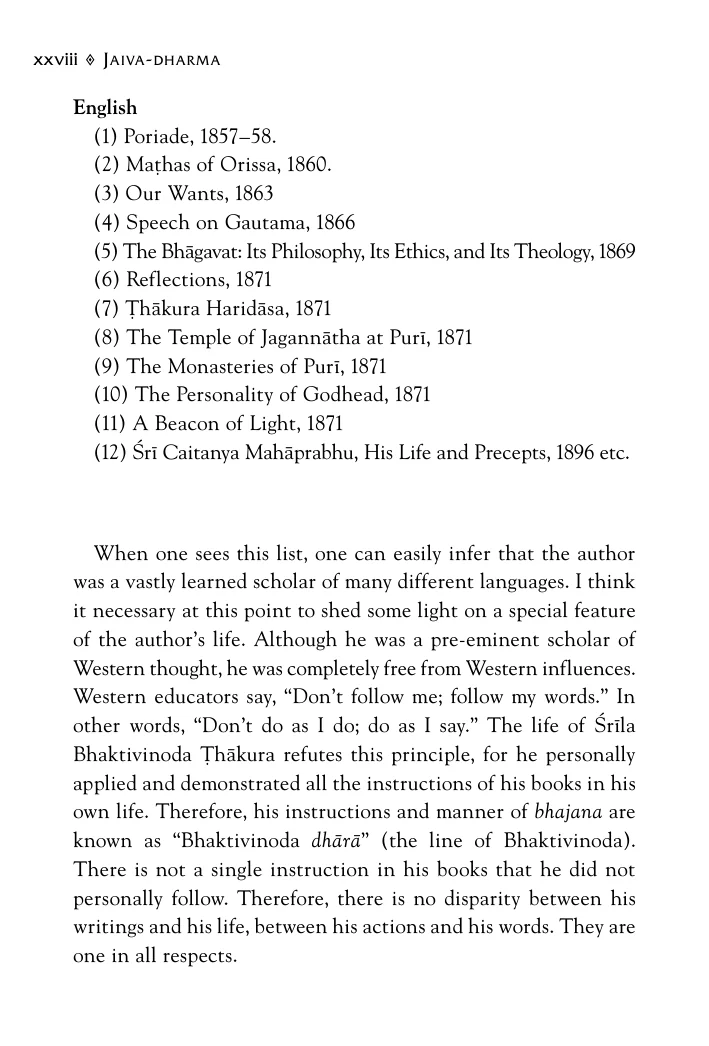 xxviii ◈ JAIVA-DHARMA
English
(1) Poriade, 1857–58.
(2) Maṭhas of Orissa, 1860.
(3) Our Wants, 1863
(4) Speech on Gautama, 1866
(5) The Bhāgavat: Its Philosophy, Its Ethics, and Its Theology, 1869
(6) Reflections, 1871
(7) Ṭhākura Haridāsa, 1871
(8) The Temple of Jagannātha at Purī, 1871
(9) The Monasteries of Purī, 1871
(10) The Personality of Godhead, 1871
(11) A Beacon of Light, 1871
(12) Śrī Caitanya Mahāprabhu, His Life and Precepts, 1896 etc.
When one sees this list, one can easily infer that the author
was a vastly learned scholar of many different languages. I think
it necessary at this point to shed some light on a special feature
of the author’s life. Although he was a pre-eminent scholar of
Western thought, he was completely free from Western influences.
Western educators say, “Don’t follow me; follow my words.” In
other words, “Don’t do as I do; do as I say.” The life of Śrīla
Bhaktivinoda Ṭhākura refutes this principle, for he personally
applied and demonstrated all the instructions of his books in his
own life. Therefore, his instructions and manner of bhajana are
known as “Bhaktivinoda dhārā” (the line of Bhaktivinoda).
There is not a single instruction in his books that he did not
personally follow. Therefore, there is no disparity between his
writings and his life, between his actions and his words. They are
one in all respects.